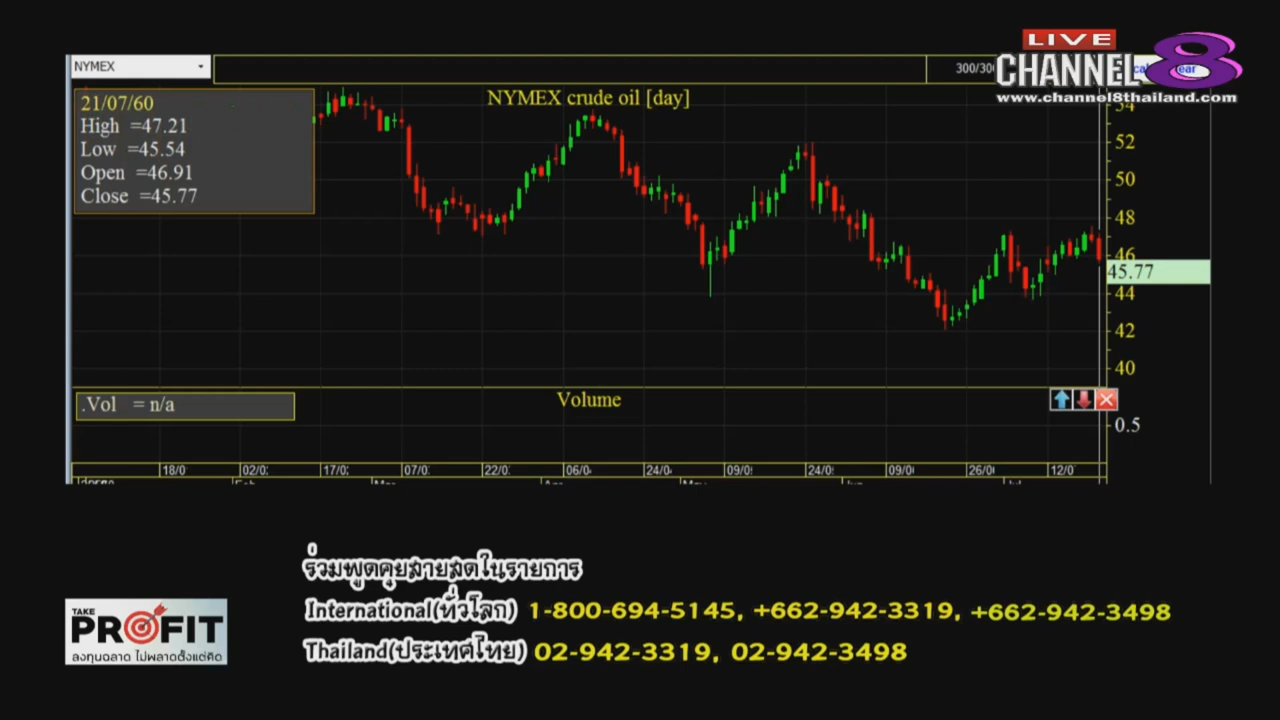 LIVE
CHANNEL 8
www.channel8thailand.com
NYMEX
300/300
21/07/60
High =47.21
Low =45.54
Open =46.91
Close =45.77
NYMEX crude oil [day]
54
52
50
48
46
45.77
44
42
40
.Vol = n/a
Volume
0.5
18/0 02/0 17/0 07/0 22/0 06/0 24/0 09/0 24/0 09/0 26/0 12/0
Feb Mar Apr May Jun Jul
ร่วมพูดคุยสายสดในรายการ
International(ทั่วโลก) 1-800-694-5145, +662-942-3319, +662-942-3498
Thailand(ประเทศไทย) 02-942-3319, 02-942-3498
TAKE
PROFIT
ลงทุนฉลาด ไม่พลาดตั้งแต่คิด